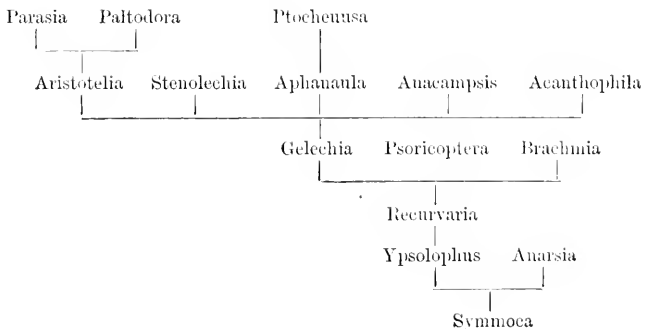 Parasia Paltodora Ptocheuusa
Aristotelia Stenolechia Aphanaula Anacampsis Acanthophila
Gelechia Psoricoptera Brachmia
Recurvaria
Ypsolophus Anarsia
Symmoca